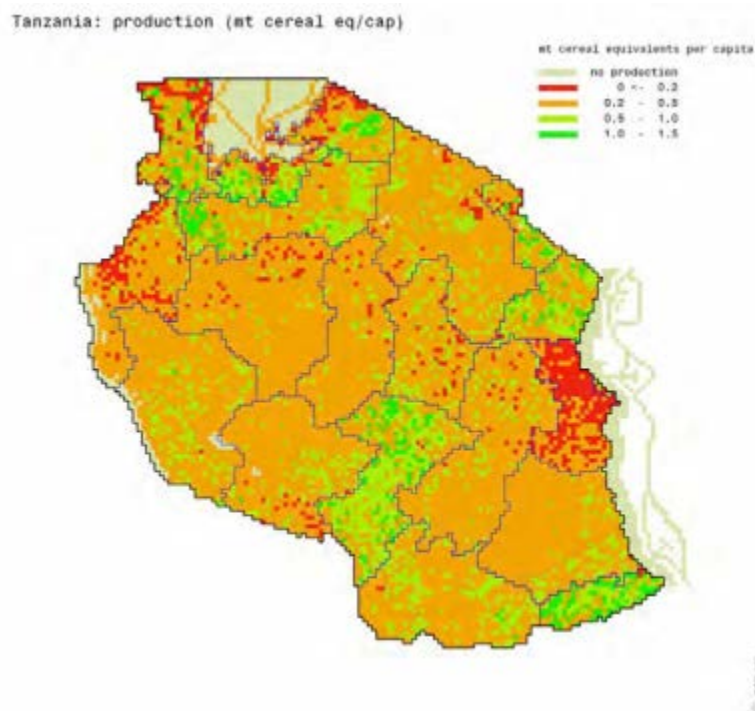 Tanzania: production (mt cereal eq/cap)
mt cereal equivalents per capita
no production
0 <- 0.2
0.2 - 0.5
0.5 - 1.0
1.0 - 1.5